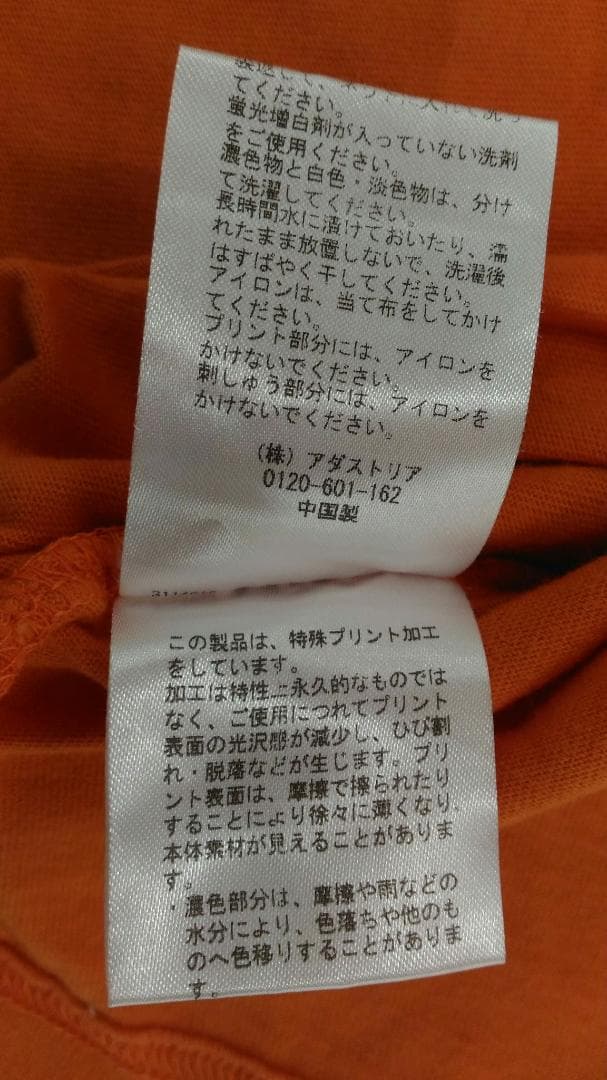 てください。
蛍光増白剤が入っていない洗剤
をご使用ください。
濃色物と白色・淡色物は、分け
て洗濯してください。
長時間水に漬けておいたり、濡
れたまま放置しないで、洗濯後
はすばやく干してください。
アイロンは、当て布をしてかけ
てください。
プリント部分には、アイロンを
かけないでください。
刺しゅう部分には、アイロンを
かけないでください。
(株) アダストリア
0120-601-162
中国製
この製品は、特殊プリント加工
をしています。
加工は特性上永久的なものでは
なく、ご使用につれてプリント
表面の光沢感が減少し、ひび割
れ・脱落などが生じます。プリ
ント表面は、摩擦で擦られたり
することにより徐々に薄くなり、
本体素材が見えることがありま
す。
・濃色部分は、摩擦や雨などの
水分により、色落ちや他のも
のへ色移りすることがありま
す。